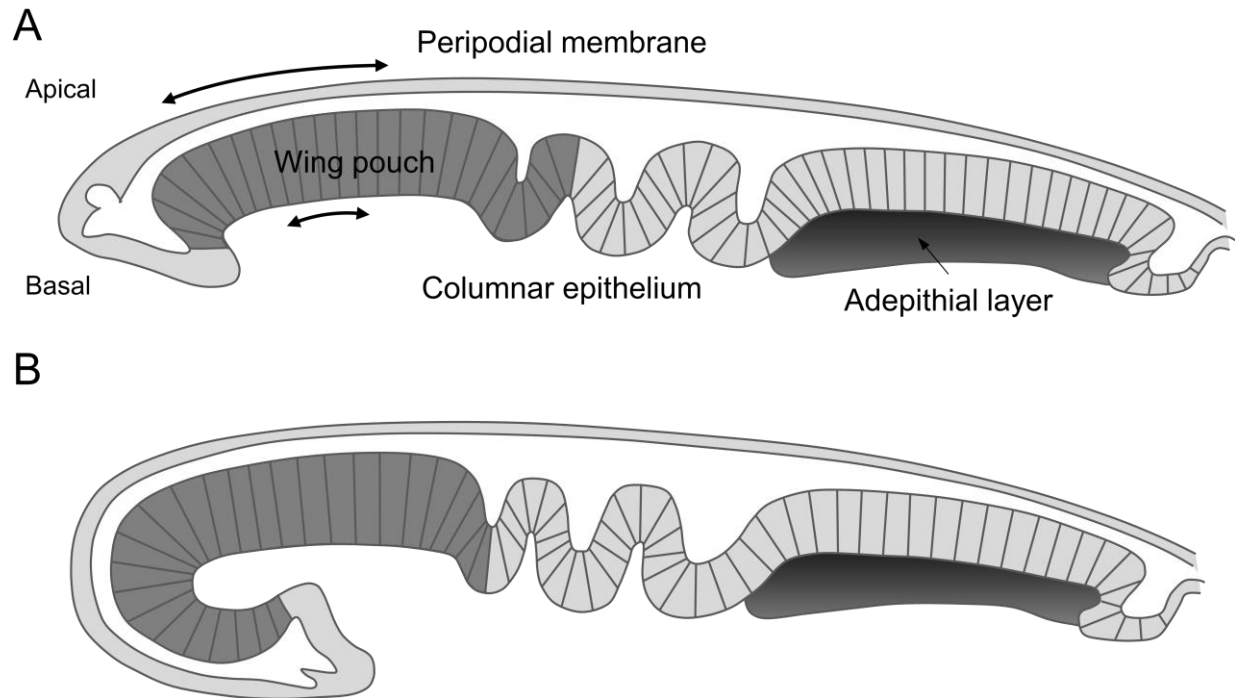 A
Peripodial membrane
Apical
Wing pouch
Basal
Columnar epithelium
Adepithial layer
B